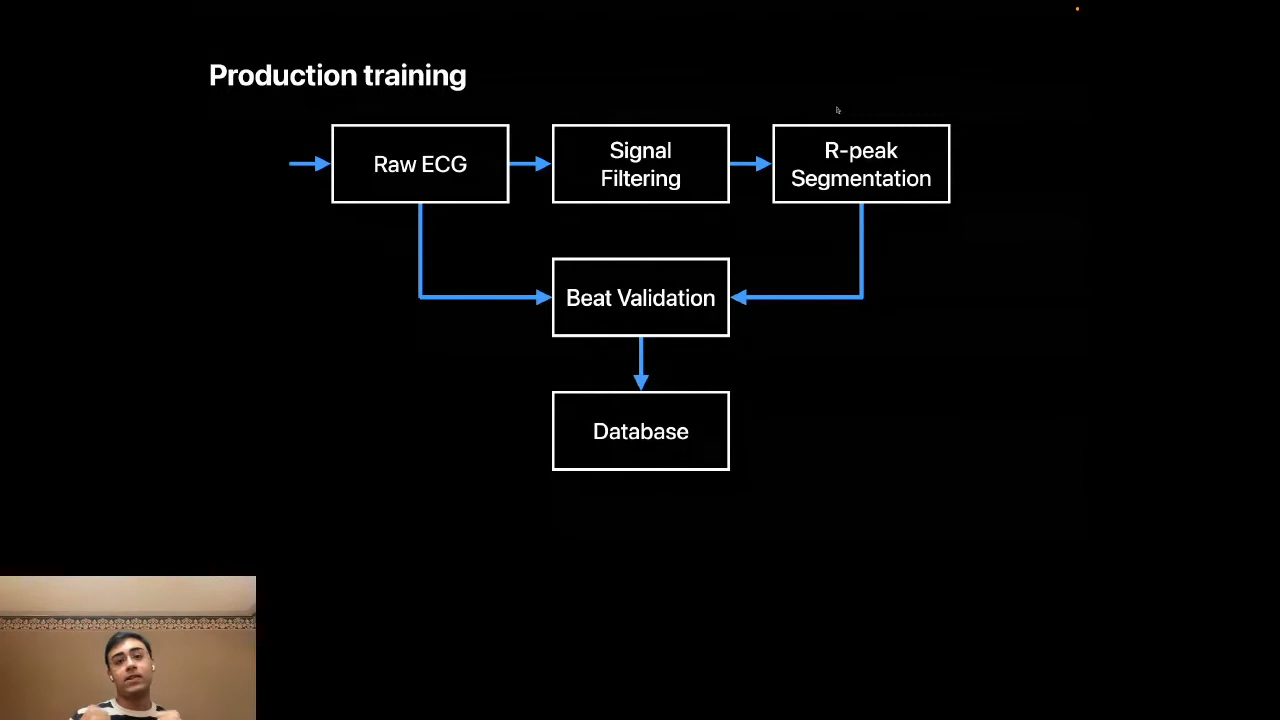 Production training
Raw ECG
Signal
Filtering
R-peak
Segmentation
Beat Validation
Database